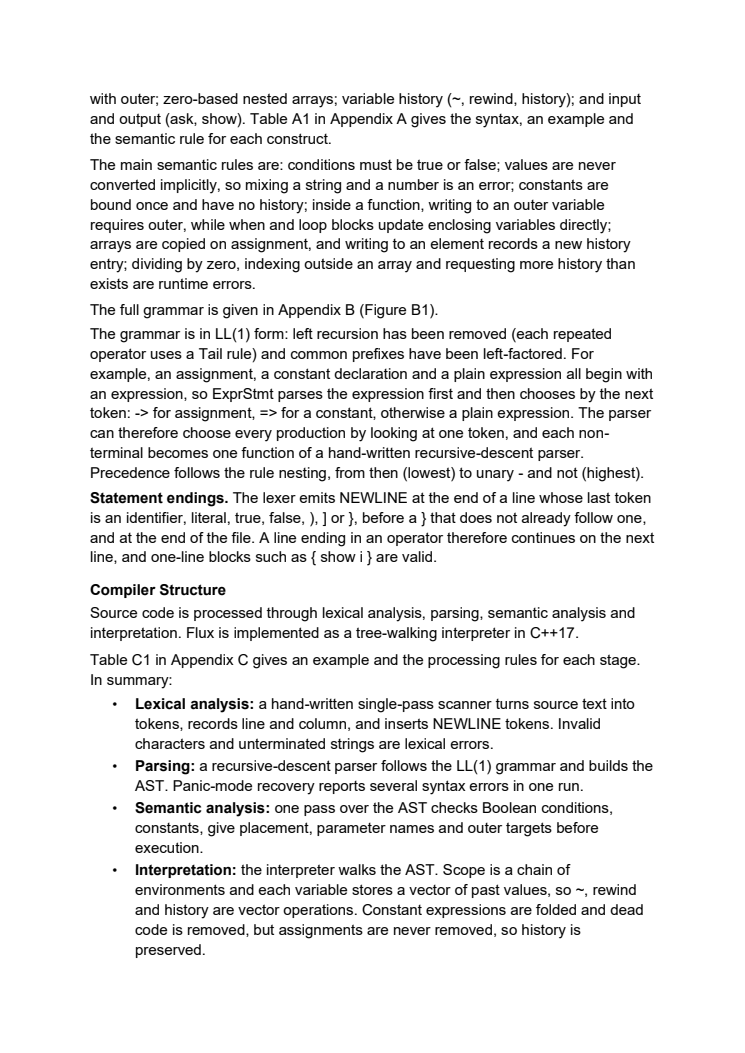 with outer; zero-based nested arrays; variable history (~, rewind, history); and input
and output (ask, show). Table A1 in Appendix A gives the syntax, an example and
the semantic rule for each construct.
The main semantic rules are: conditions must be true or false; values are never
converted implicitly, so mixing a string and a number is an error; constants are
bound once and have no history; inside a function, writing to an outer variable
requires outer, while when and loop blocks update enclosing variables directly;
arrays are copied on assignment, and writing to an element records a new history
entry; dividing by zero, indexing outside an array and requesting more history than
exists are runtime errors.
The full grammar is given in Appendix B (Figure B1).
The grammar is in LL(1) form: left recursion has been removed (each repeated
operator uses a Tail rule) and common prefixes have been left-factored. For
example, an assignment, a constant declaration and a plain expression all begin with
an expression, so ExprStmt parses the expression first and then chooses by the next
token: -> for assignment, => for a constant, otherwise a plain expression. The parser
can therefore choose every production by looking at one token, and each non-
terminal becomes one function of a hand-written recursive-descent parser.
Precedence follows the rule nesting, from then (lowest) to unary - and not (highest).
Statement endings. The lexer emits NEWLINE at the end of a line whose last token
is an identifier, literal, true, false, ), ] or }, before a } that does not already follow one,
and at the end of the file. A line ending in an operator therefore continues on the next
line, and one-line blocks such as { show i } are valid.
Compiler Structure
Source code is processed through lexical analysis, parsing, semantic analysis and
interpretation. Flux is implemented as a tree-walking interpreter in C++17.
Table C1 in Appendix C gives an example and the processing rules for each stage.
In summary:
• Lexical analysis: a hand-written single-pass scanner turns source text into
tokens, records line and column, and inserts NEWLINE tokens. Invalid
characters and unterminated strings are lexical errors.
• Parsing: a recursive-descent parser follows the LL(1) grammar and builds the
AST. Panic-mode recovery reports several syntax errors in one run.
• Semantic analysis: one pass over the AST checks Boolean conditions,
constants, give placement, parameter names and outer targets before
execution.
• Interpretation: the interpreter walks the AST. Scope is a chain of
environments and each variable stores a vector of past values, so ~, rewind
and history are vector operations. Constant expressions are folded and dead
code is removed, but assignments are never removed, so history is
preserved.